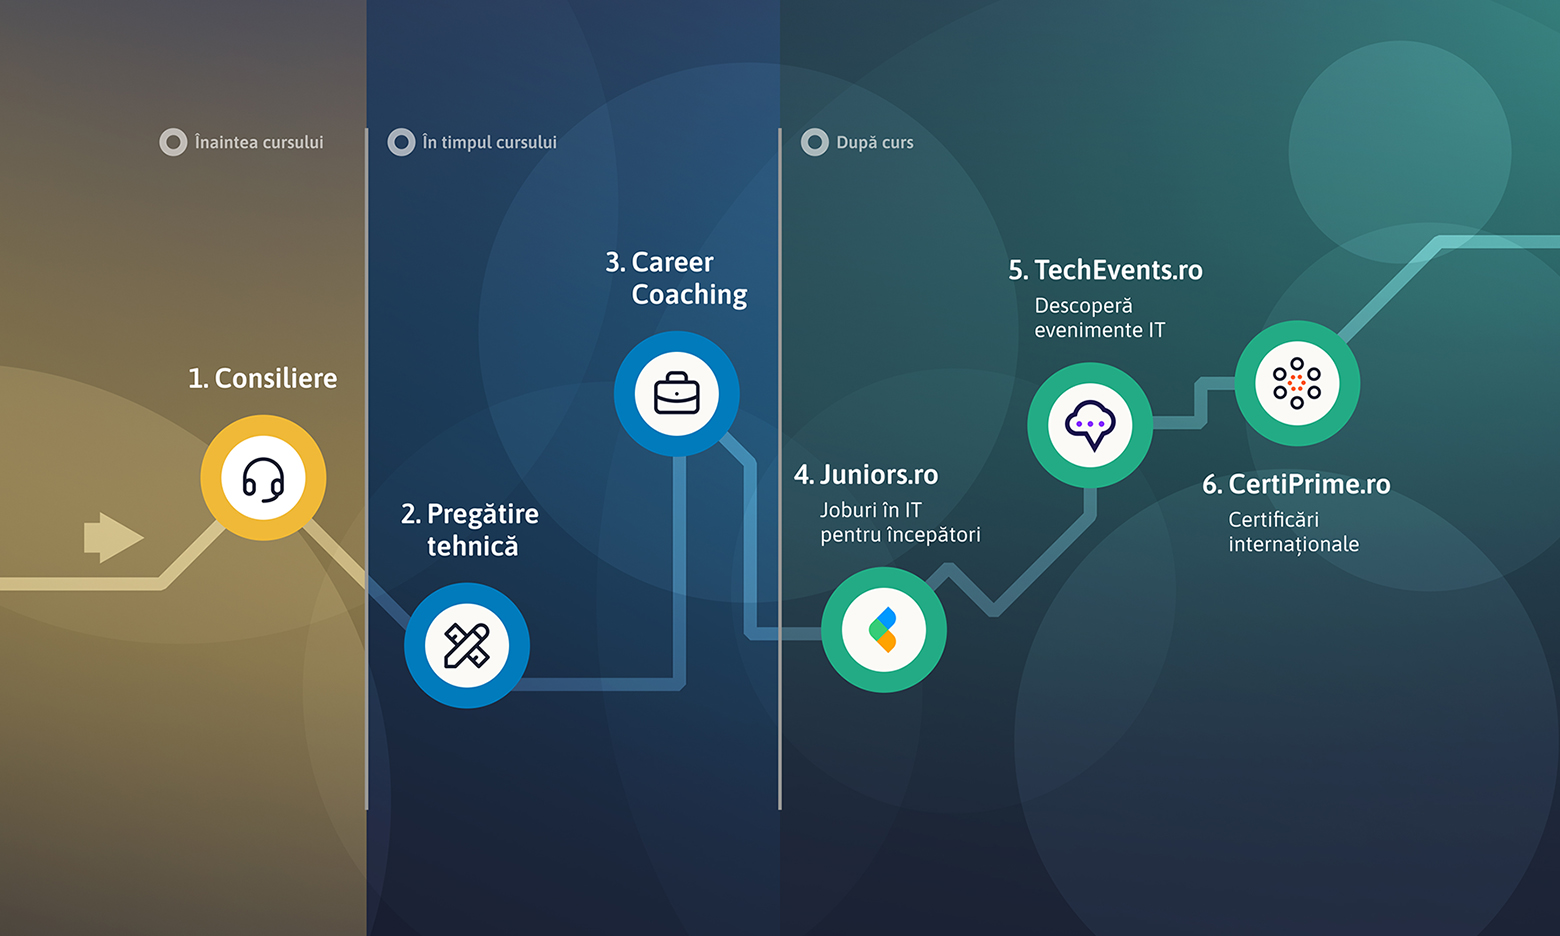 Înaintea cursului
În timpul cursului
După curs
1. Consiliere
2. Pregătire
tehnică
3. Career
Coaching
4. Juniors.ro
Joburi în IT
pentru începători
5. TechEvents.ro
Descoperă
evenimente IT
6. CertiPrime.ro
Certificări
internaționale